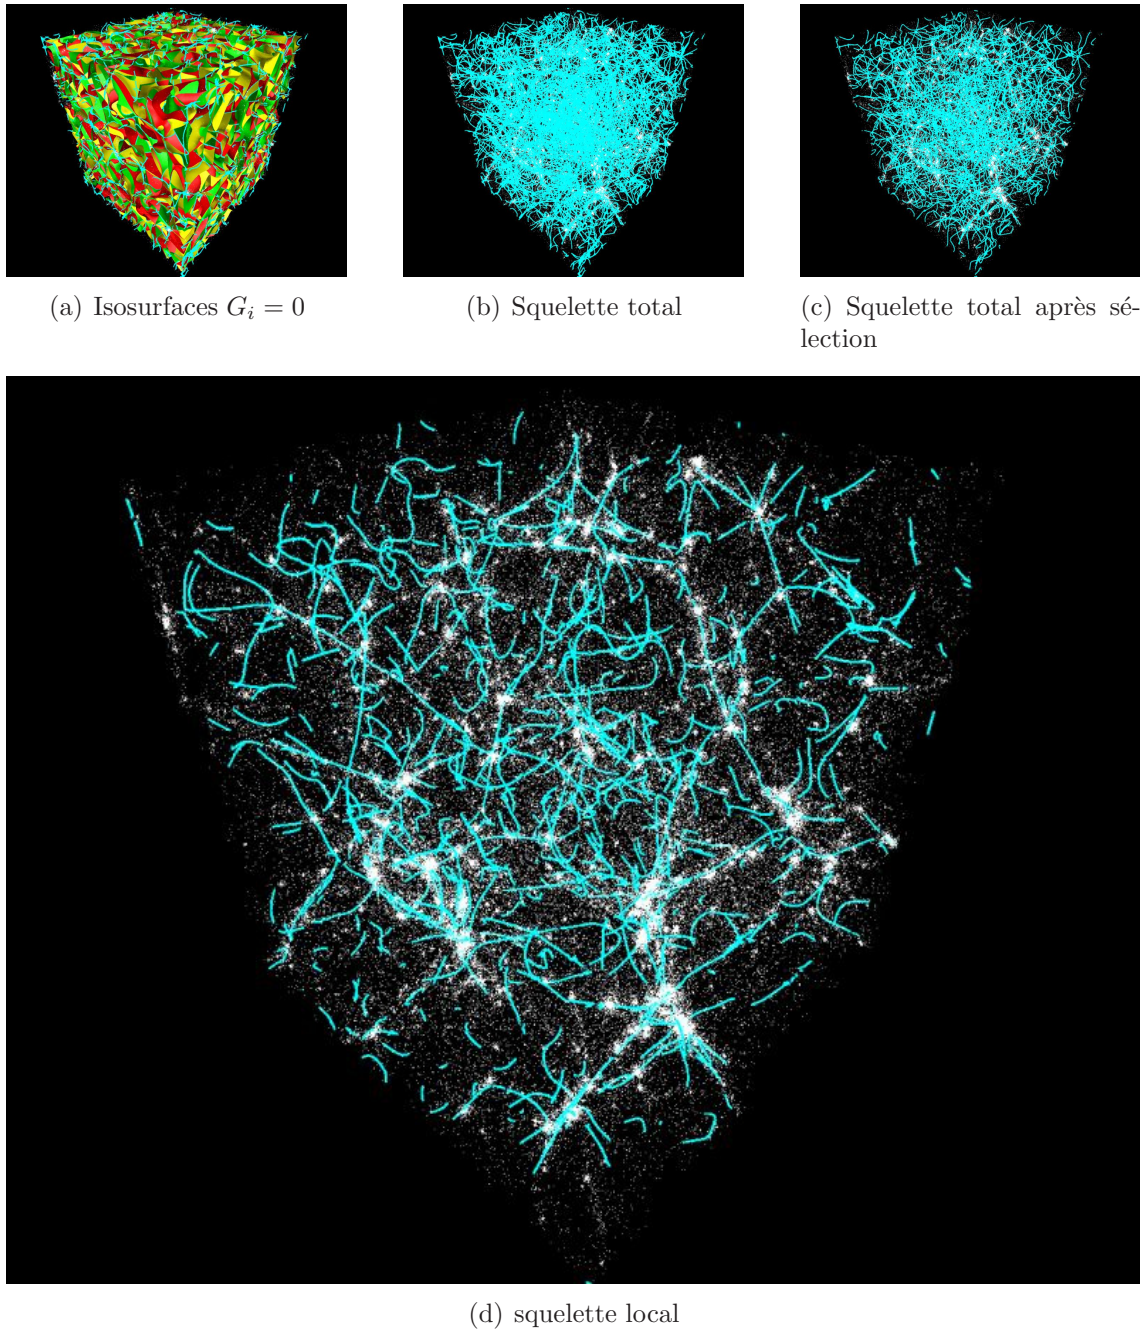 (a) Isosurfaces $G_i = 0$
(b) Squelette total
(c) Squelette total après sé-
lection
(d) squelette local